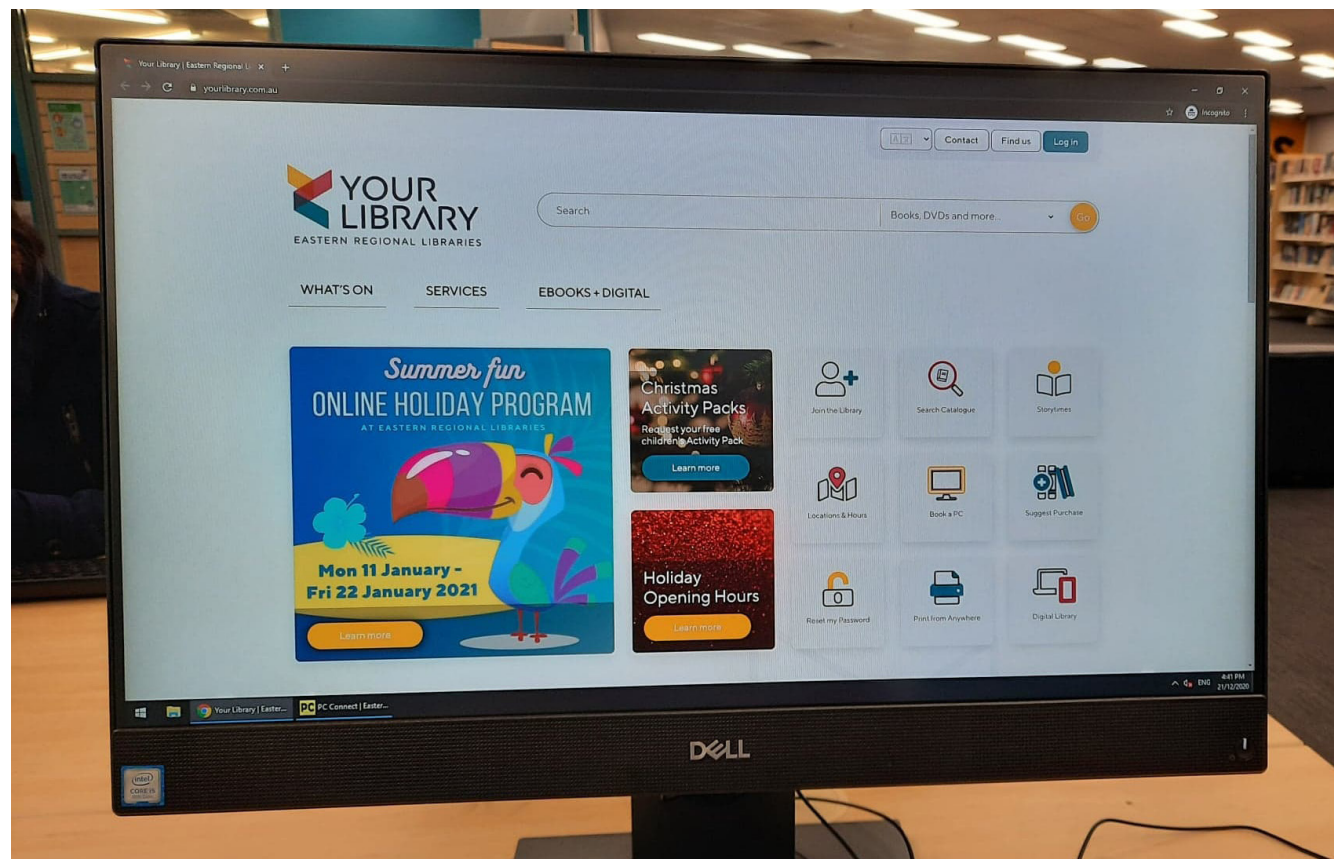 Your Library | Eastern Regional Li
yourlibrary.com.au
Incognito
Contact
Find us
Log in
YOUR
LIBRARY
EASTERN REGIONAL LIBRARIES
Search
Books, DVDs and more...
Go
WHAT'S ON
SERVICES
EBOOKS + DIGITAL
Summer fun
ONLINE HOLIDAY PROGRAM
AT EASTERN REGIONAL LIBRARIES
Mon 11 January -
Fri 22 January 2021
Learn more
Christmas
Activity Packs
Request your free
children's Activity Pack
Learn more
Holiday
Opening Hours
Learn more
Join the Library
Search Catalogue
Storytimes
Locations & Hours
Book a PC
Suggest Purchase
Reset my Password
Print from Anywhere
Digital Library
Your Library | Easter...
PC
PC Connect | Easter...
ENG
4:41 PM
21/12/2020
DELL
intel
CORE i5